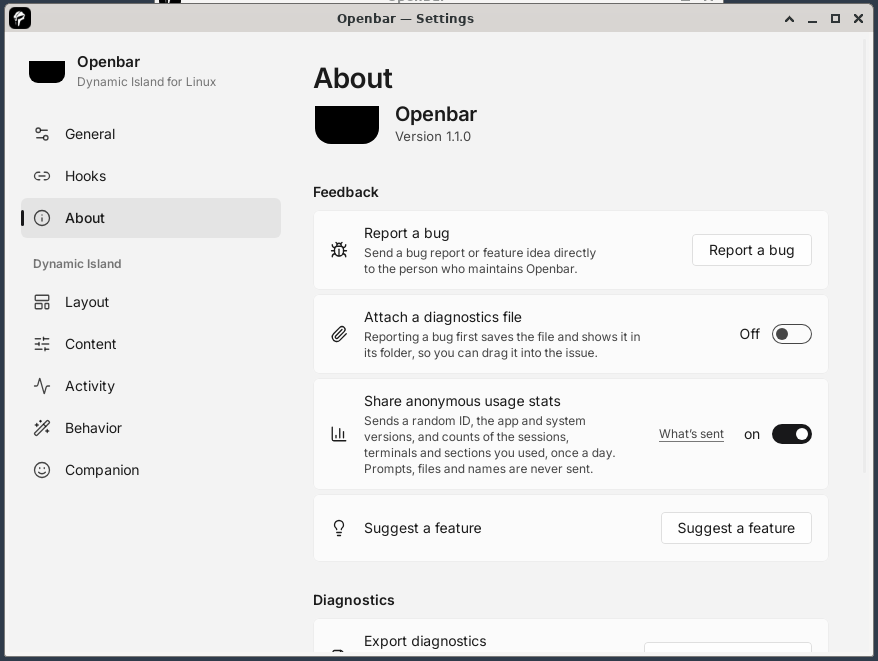 Openbar — Settings
Openbar
Dynamic Island for Linux
General
Hooks
About
Dynamic Island
Layout
Content
Activity
Behavior
Companion
About
Openbar
Version 1.1.0
Feedback
Report a bug
Send a bug report or feature idea directly
to the person who maintains Openbar.
Report a bug
Attach a diagnostics file
Reporting a bug first saves the file and shows it in
its folder, so you can drag it into the issue.
Off
Share anonymous usage stats
Sends a random ID, the app and system
versions, and counts of the sessions,
terminals and sections you used, once a day.
Prompts, files and names are never sent.
What's sent
on
Suggest a feature
Suggest a feature
Diagnostics
Export diagnostics